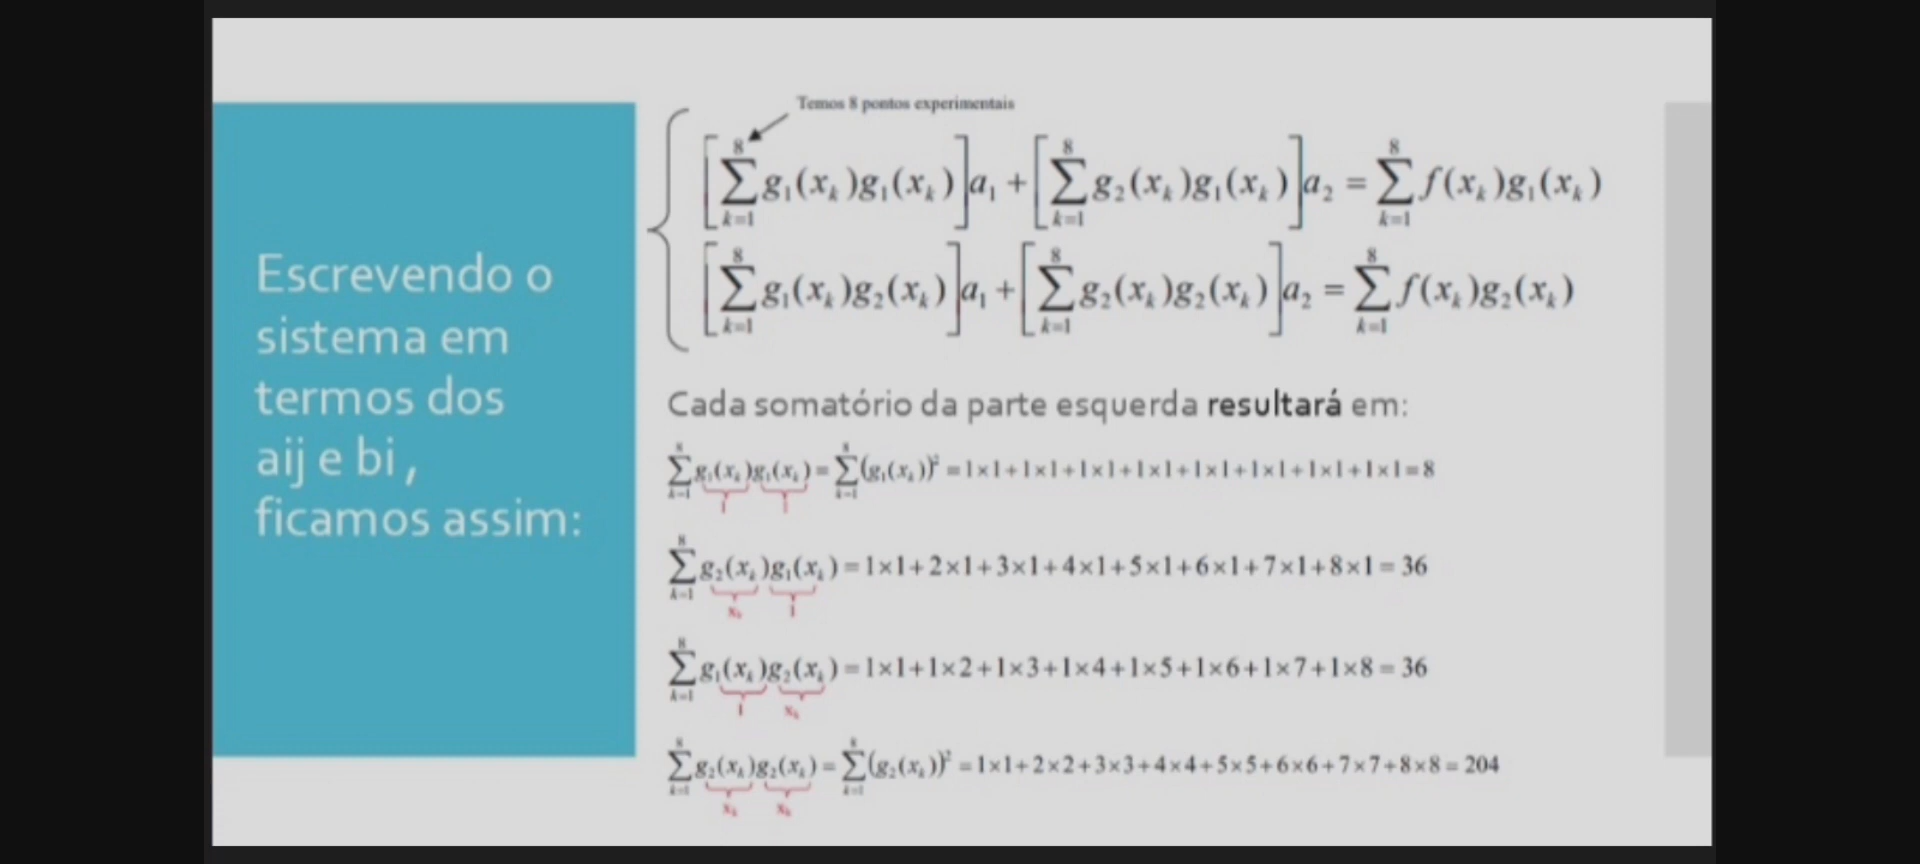 Escrevendo o
sistema em
termos dos
aij e bi ,
ficamos assim:
Temos 8 pontos experimentais
[∑_{k=1}^{8} g₁(x_k)g₁(x_k)]a₁ + [∑_{k=1}^{8} g₂(x_k)g₁(x_k)]a₂ = ∑_{k=1}^{8} f(x_k)g₁(x_k)
[∑_{k=1}^{8} g₁(x_k)g₂(x_k)]a₁ + [∑_{k=1}^{8} g₂(x_k)g₂(x_k)]a₂ = ∑_{k=1}^{8} f(x_k)g₂(x_k)
Cada somatório da parte esquerda resultará em:
∑_{k=1}^{8} g₁(x_k)g₁(x_k) = ∑_{k=1}^{8} (g₁(x_k))² = 1×1+1×1+1×1+1×1+1×1+1×1+1×1+1×1=8
1 1
∑_{k=1}^{8} g₂(x_k)g₁(x_k) = 1×1+2×1+3×1+4×1+5×1+6×1+7×1+8×1 = 36
x_k 1
∑_{k=1}^{8} g₁(x_k)g₂(x_k) = 1×1+1×2+1×3+1×4+1×5+1×6+1×7+1×8 = 36
1 x_k
∑_{k=1}^{8} g₂(x_k)g₂(x_k) = ∑_{k=1}^{8} (g₂(x_k))² = 1×1+2×2+3×3+4×4+5×5+6×6+7×7+8×8 = 204
x_k x_k